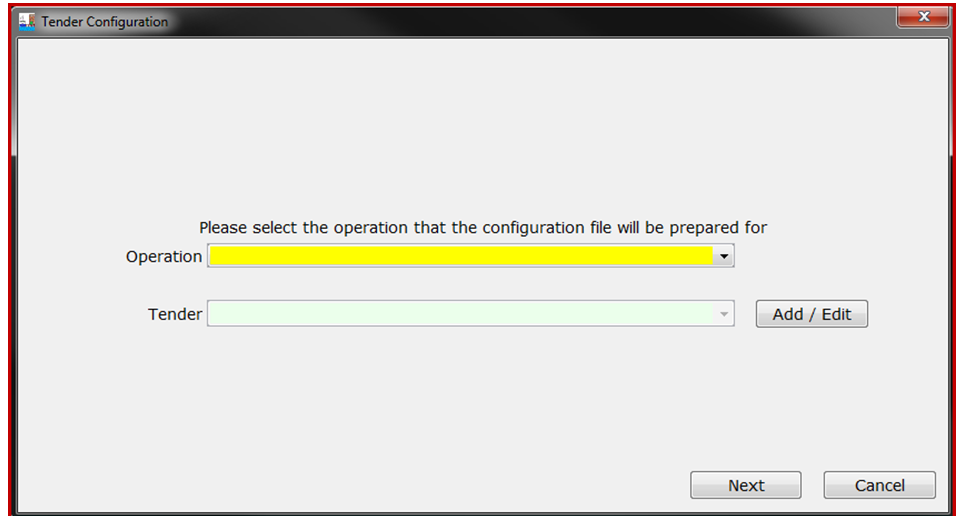 Tender Configuration
Please select the operation that the configuration file will be prepared for
Operation
Tender
Add / Edit
Next
Cancel